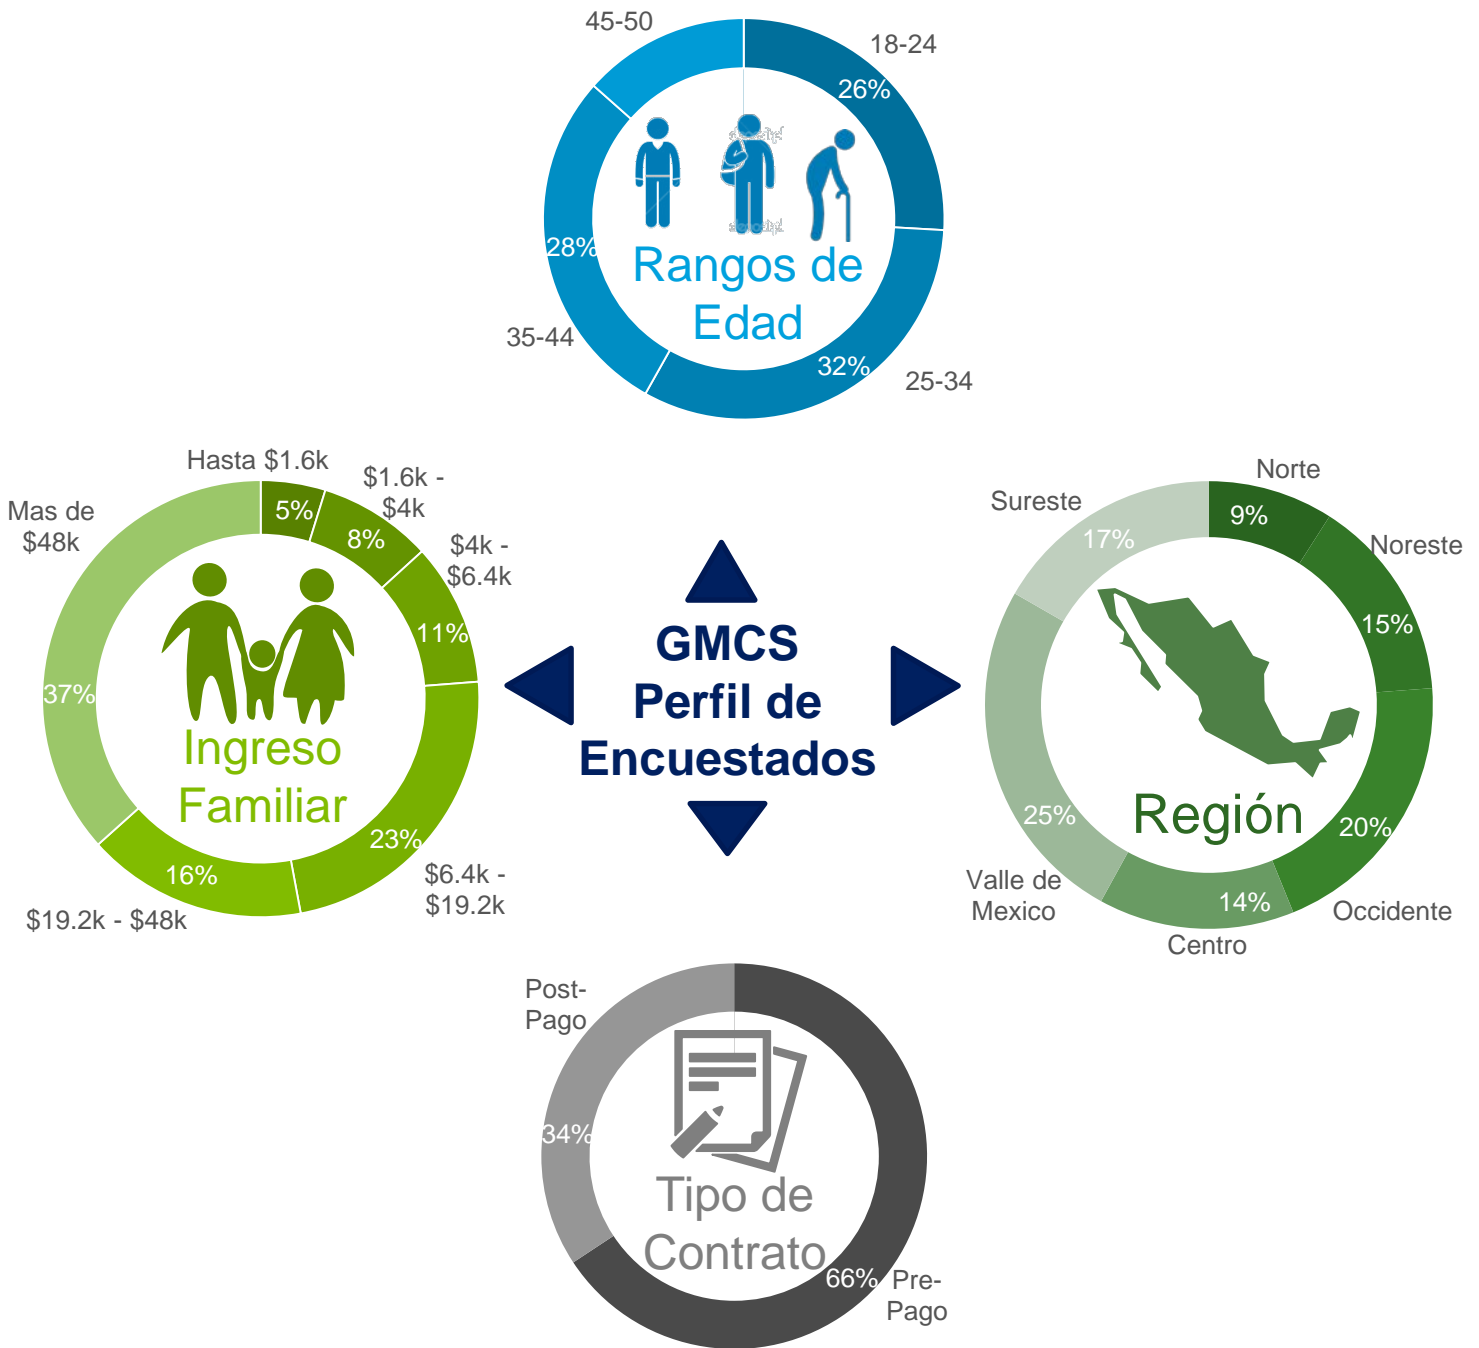 45-50
18-24
26%
28%
Rangos de
Edad
35-44
32%
25-34
Hasta $1.6k
$1.6k -
$4k
Mas de
$48k
5%
8%
$4k -
$6.4k
11%
37%
Ingreso
Familiar
23%
16%
$6.4k -
$19.2k
$19.2k - $48k
GMCS
Perfil de
Encuestados
Norte
Sureste
9%
17%
Noreste
15%
Región
25%
20%
Valle de
Mexico
14%
Occidente
Centro
Post-
Pago
34%
Tipo de
Contrato
66%
Pre-
Pago